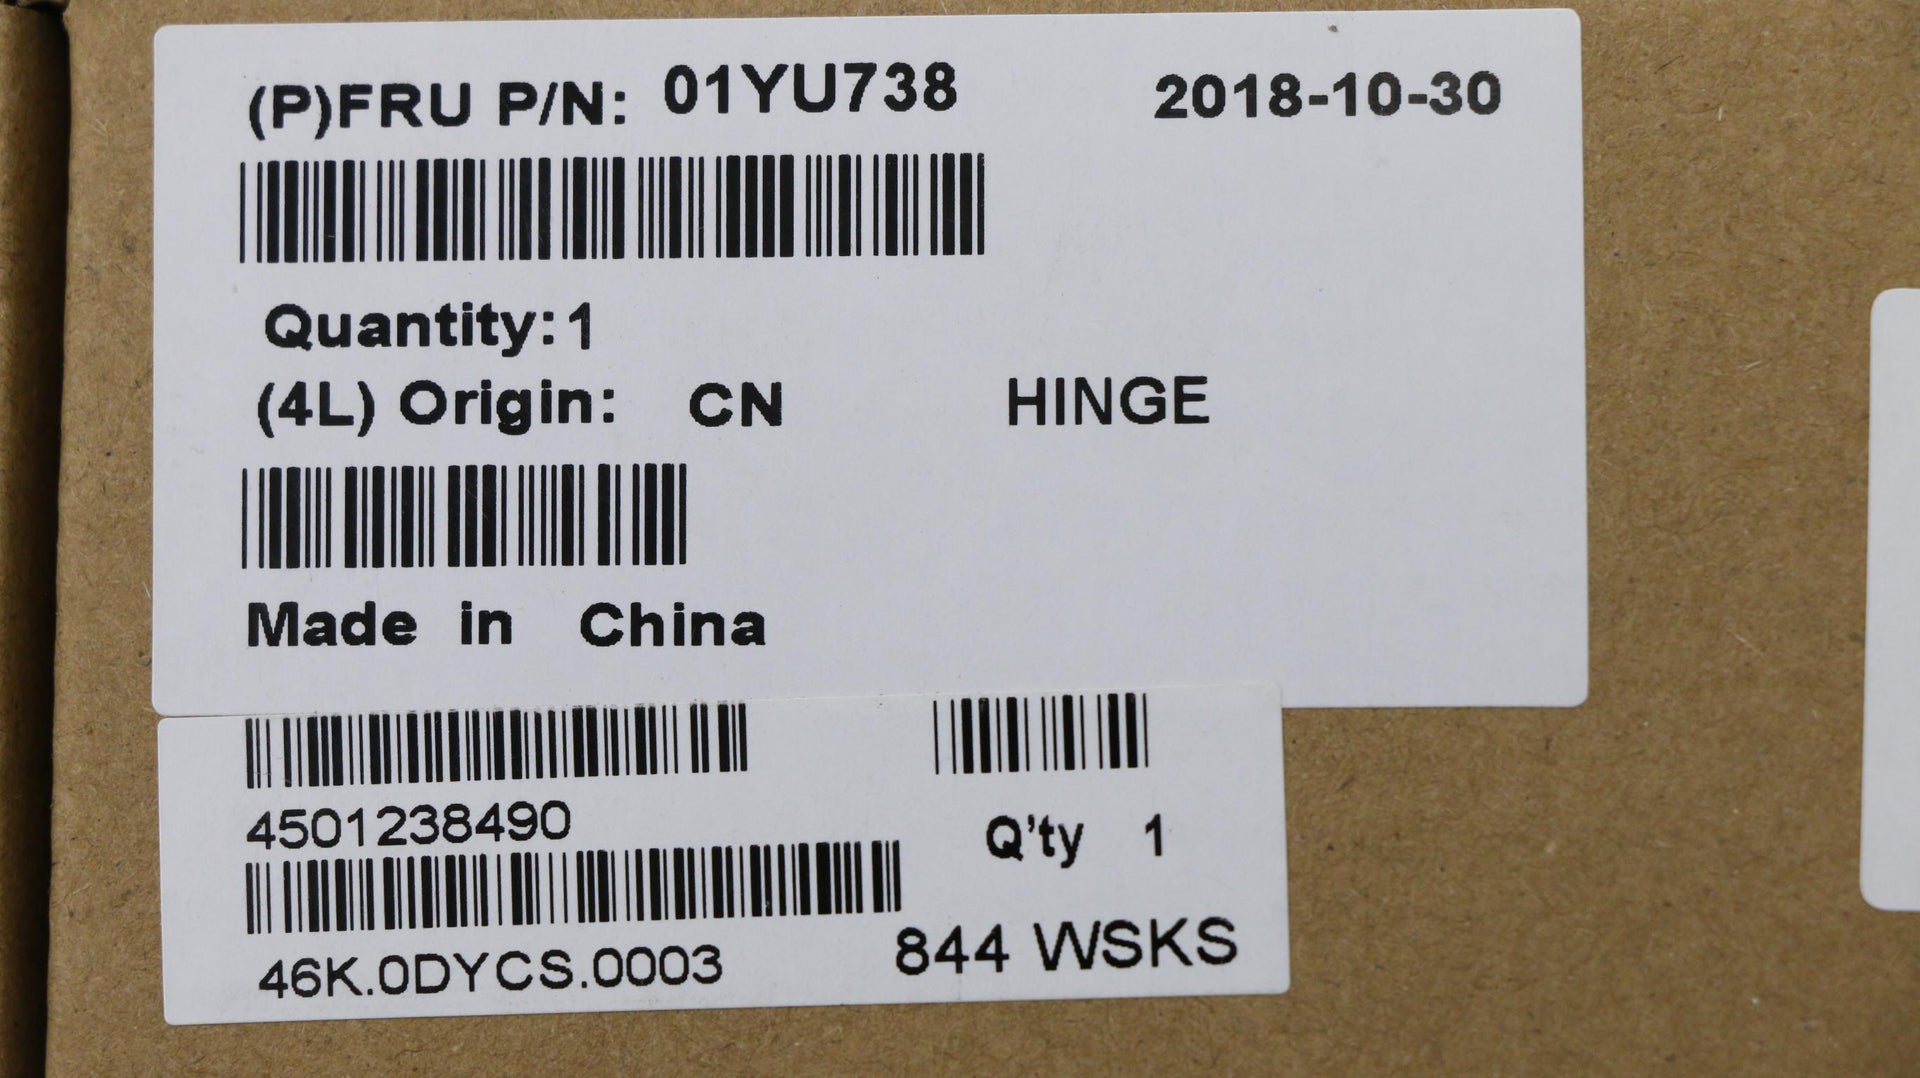 (P)FRU P/N: 01YU738 2018-10-30
Quantity:1
(4L) Origin: CN HINGE
Made in China
4501238490 Q'ty 1
46K.0DYCS.0003 844 WSKS